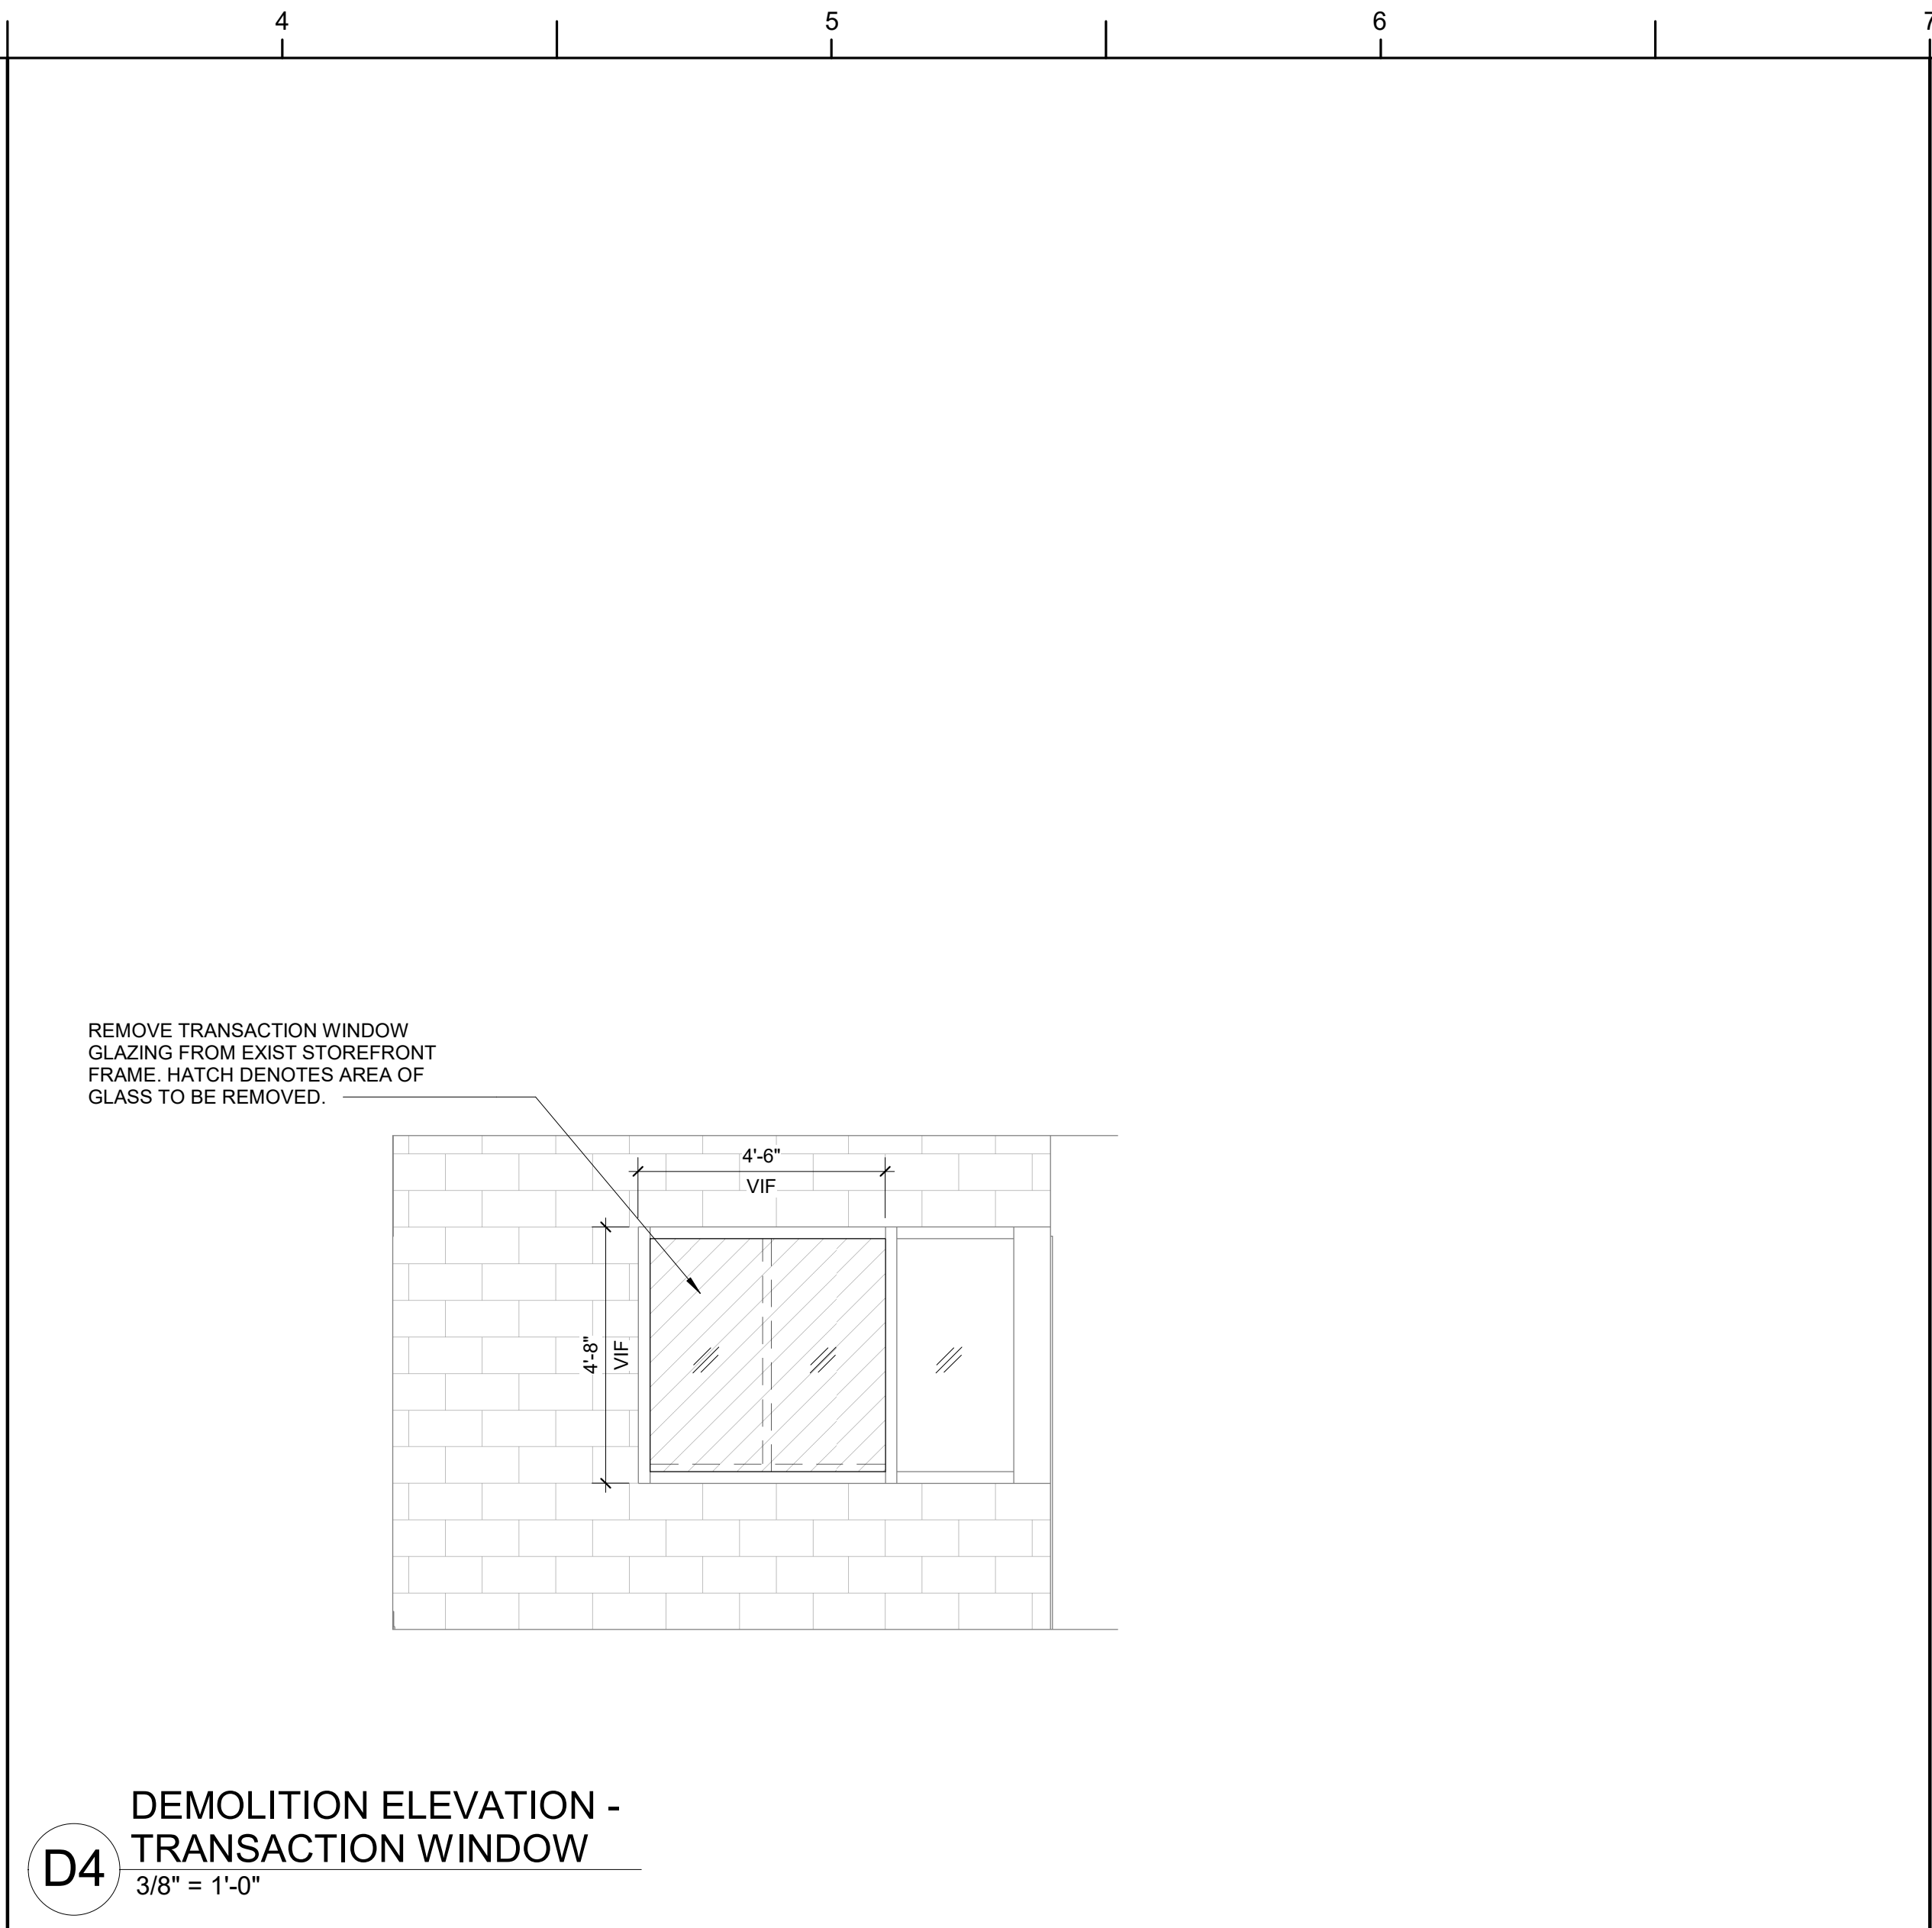 4
5
6
7
REMOVE TRANSACTION WINDOW
GLAZING FROM EXIST STOREFRONT
FRAME. HATCH DENOTES AREA OF
GLASS TO BE REMOVED.
4'-6"
VIF
4'-8"
VIF
DEMOLITION ELEVATION -
TRANSACTION WINDOW
D4
3/8" = 1'-0"